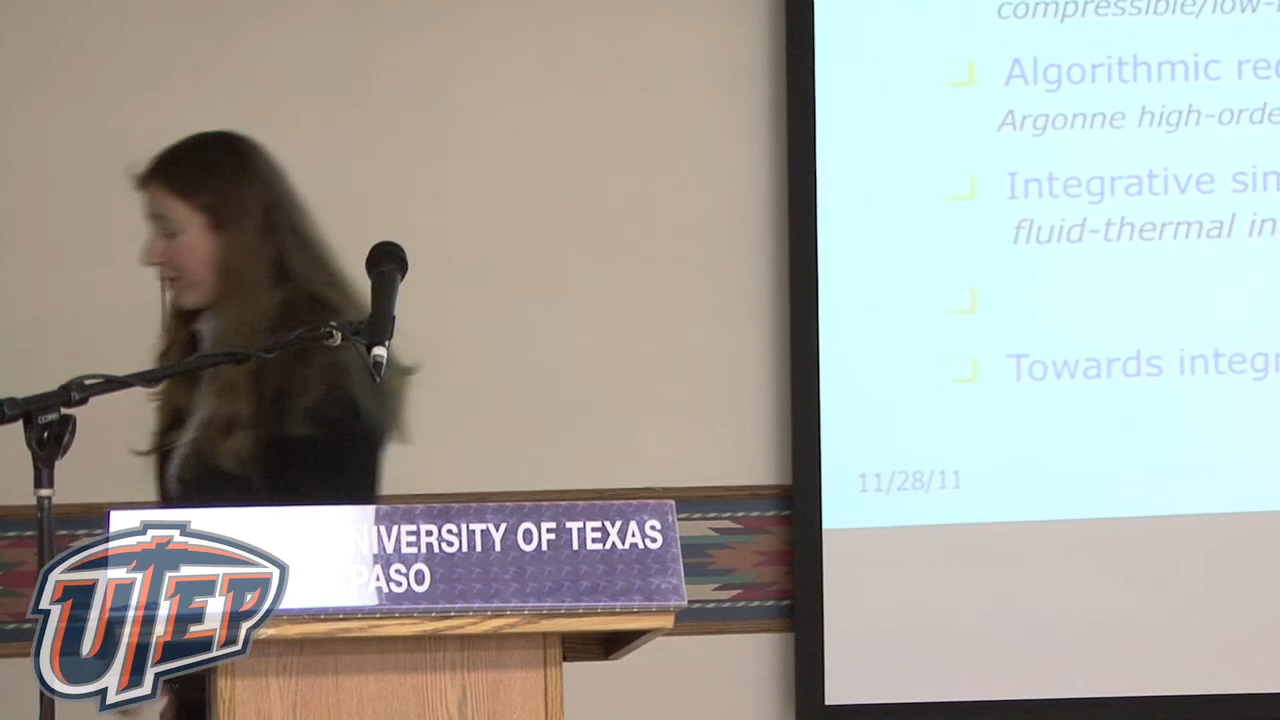 compressible/low-
Algorithmic re
Argonne high-orde
Integrative sim
fluid-thermal in
Towards integr
11/28/11
NIVERSITY OF TEXAS
PASO
UTEP